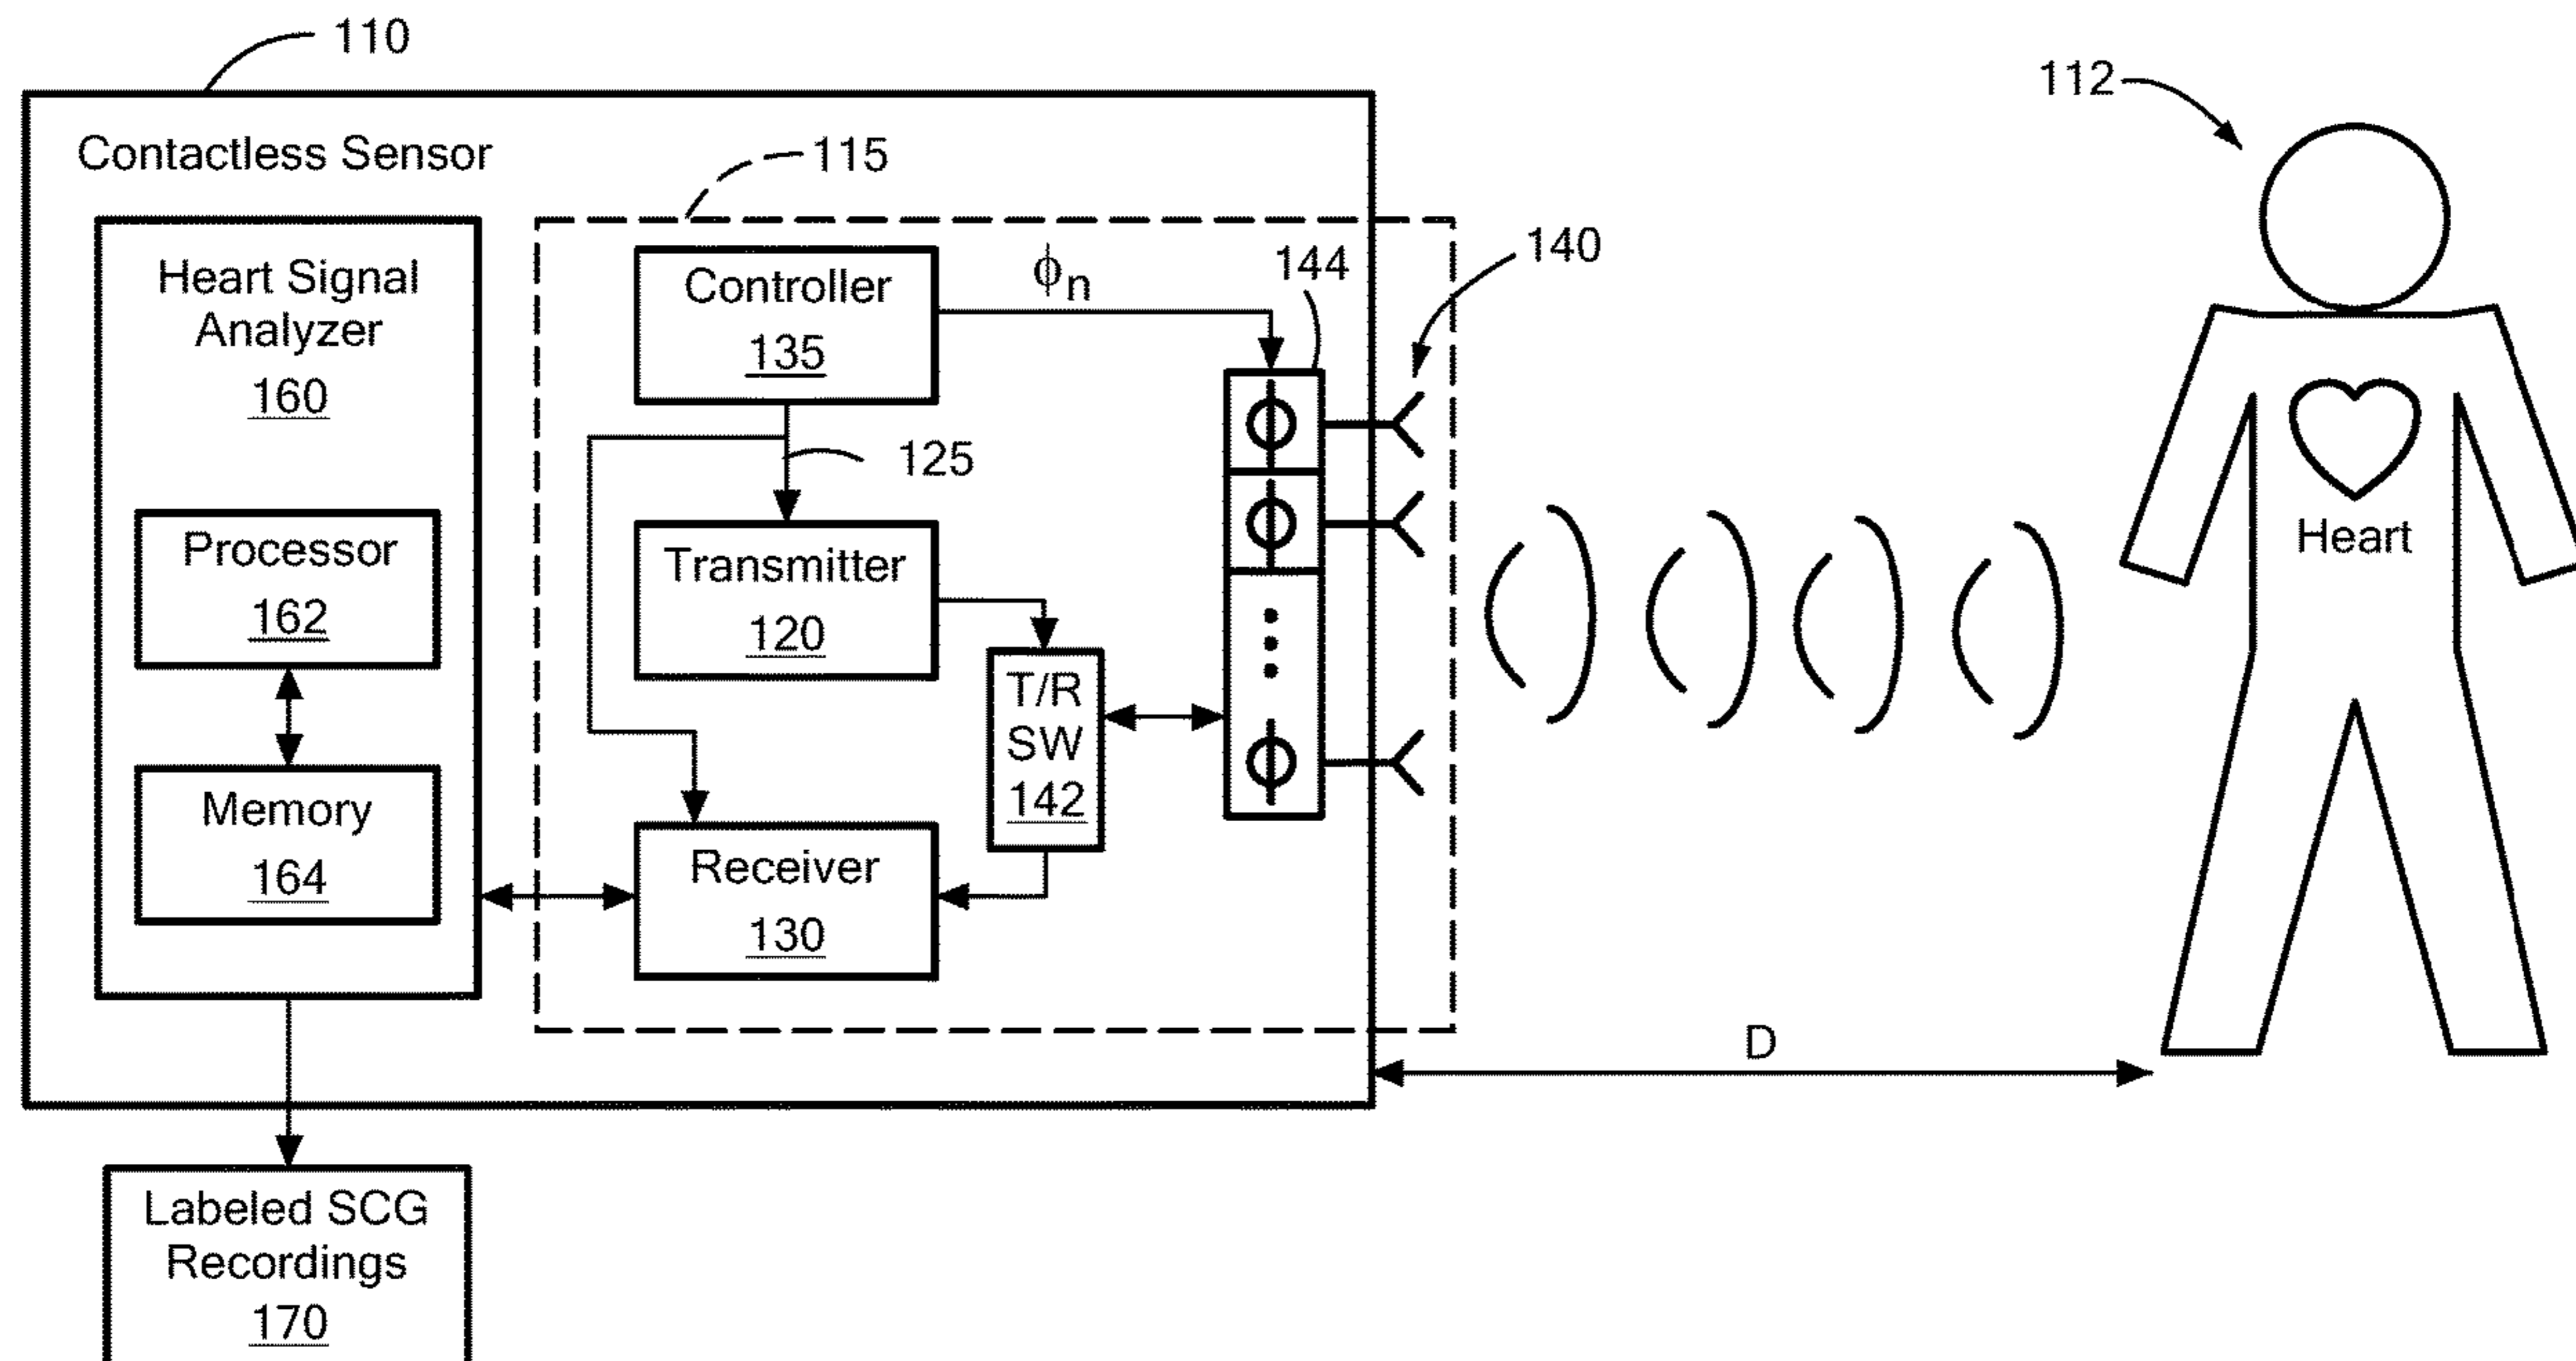 110
112
Contactless Sensor
115
140
144
Heart Signal
Analyzer
160
Controller
135
ϕn
125
Processor
162
Transmitter
120
Heart
T/R
SW
142
Memory
164
Receiver
130
D
Labeled SCG
Recordings
170